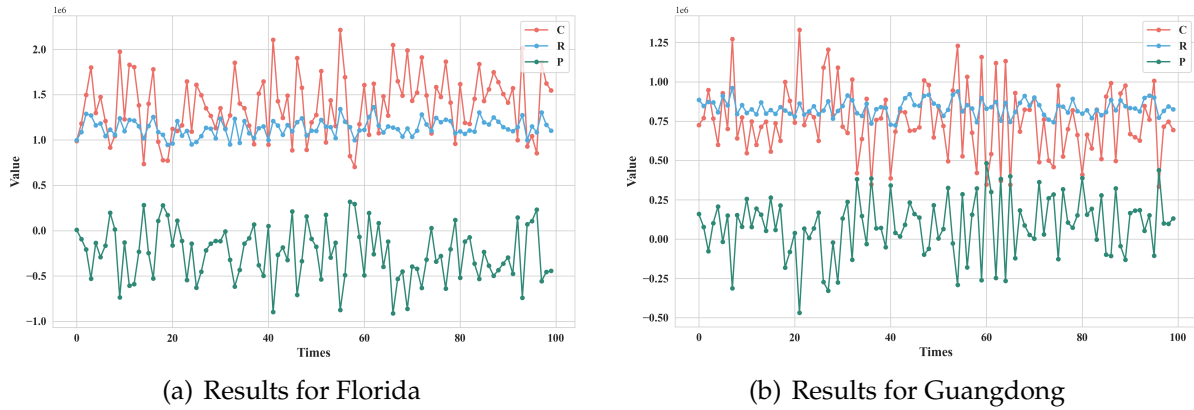 1e6
2.0
1.5
1.0
0.5
0.0
−0.5
−1.0
Value
0 20 40 60 80 100
Times
C
R
P
(a) Results for Florida
1e6
1.25
1.00
0.75
0.50
0.25
0.00
−0.25
−0.50
Value
0 20 40 60 80 100
Times
C
R
P
(b) Results for Guangdong